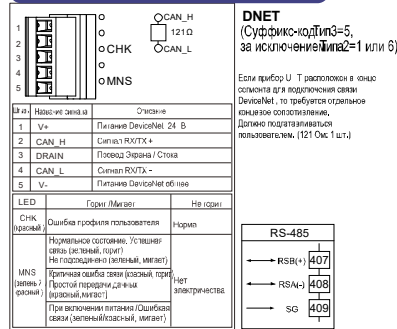 DNET
(Суффикс-кодТип3=5,
за исключениемТипа2=1 или 6)
1
2
3
4
5
CHK
MNS
CAN_H
121Ω
CAN_L
Если прибор U T расположен в конце
сегмента для подключения связи
DeviceNet, то требуется отдельное
концевое сопротивление.
Должно подготавливаться
пользователем. (121 Ом: 1 шт.)
Название сигнала Описание
1 V+ Питание DeviceNet 24 В
2 CAN_H Сигнал RX/TX +
3 DRAIN Провод Экрана / Стока
4 CAN_L Сигнал RX/TX -
5 V- Питание DeviceNet общее
LED Горит /Мигает Не горит
CHK
(красный)
Ошибка профиля пользователя
Норма
MNS
(зелень /
красный)
Нормальное состояние. Успешная
связь (зеленый, горит)
Не подсоединено (зеленый, мигает)
Критичная ошибка связи (красный, горит)
Простой передачи данных
(красный, мигает)
При включении питания /Ошибкая
связи (зеленый/красный, мигает)
Нет
электричества
RS-485
RSB(+) 407
RSA(-) 408
SG 409